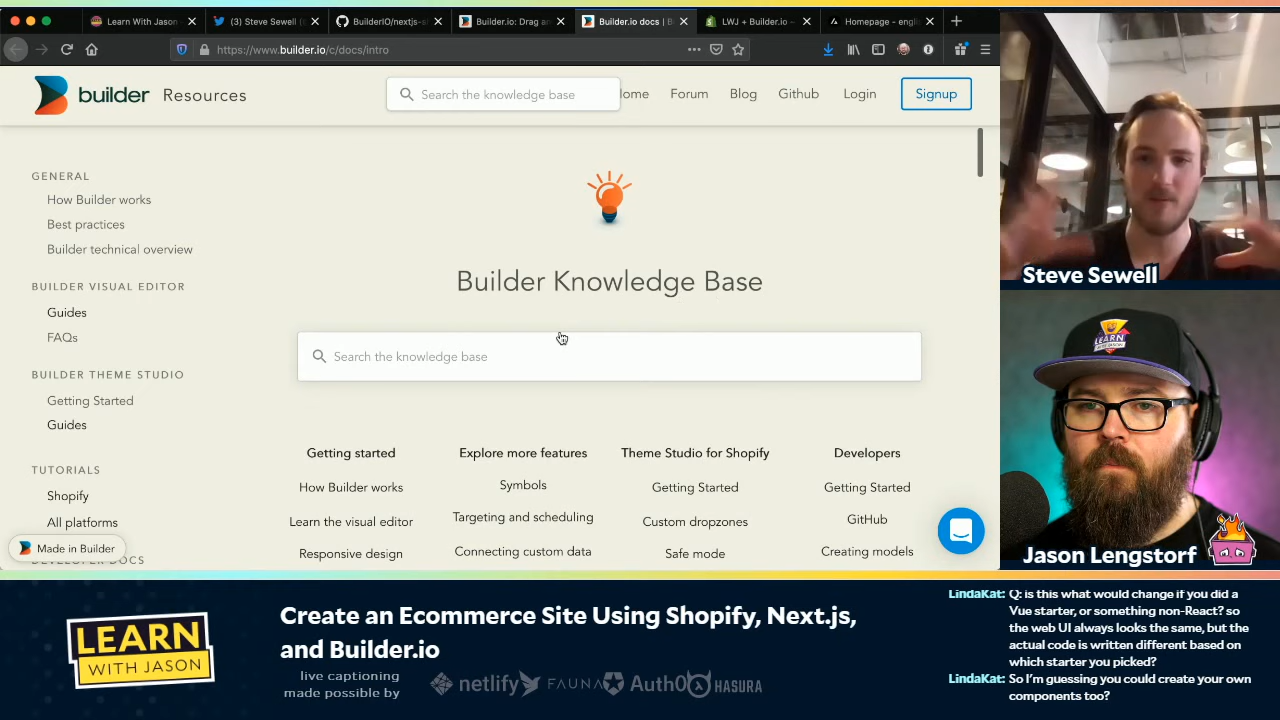 Learn With Jason
(3) Steve Sewell (
BuilderIO/nextjs-s
Builder.io: Drag an
Builder.io docs | B
LWJ + Builder.io ~
Homepage - engli
https://www.builder.io/c/docs/intro
builder Resources
Search the knowledge base
Home
Forum
Blog
Github
Login
Signup
GENERAL
How Builder works
Best practices
Builder technical overview
BUILDER VISUAL EDITOR
Guides
FAQs
BUILDER THEME STUDIO
Getting Started
Guides
TUTORIALS
Shopify
All platforms
DEVELOPER DOCS
Made in Builder
Builder Knowledge Base
Search the knowledge base
Getting started
How Builder works
Learn the visual editor
Responsive design
Explore more features
Symbols
Targeting and scheduling
Connecting custom data
Theme Studio for Shopify
Getting Started
Custom dropzones
Safe mode
Developers
Getting Started
GitHub
Creating models
Steve Sewell
LEARN
Jason Lengstorf
LEARN
WITH JASON
Create an Ecommerce Site Using Shopify, Next.js,
and Builder.io
live captioning
made possible by
netlify
FAUNA
Auth0
HASURA
LindaKat: Q: is this what would change if you did a
Vue starter, or something non-React? so
the web UI always looks the same, but the
actual code is written different based on
which starter you picked?
LindaKat: So I'm guessing you could create your own
components too?